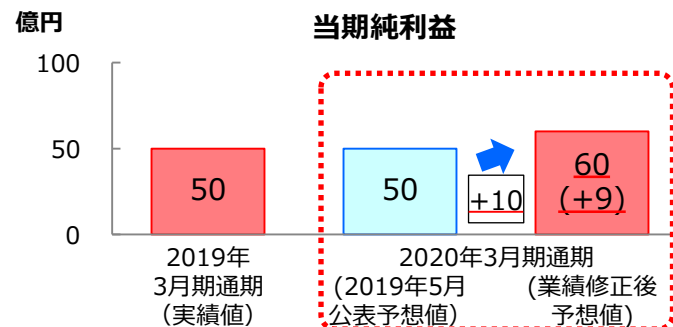 億円
当期純利益
100
50
0
50
50
+10
60
(+9)
2019年
3月期通期
（実績値）
2020年3月期通期
(2019年5月
公表予想値)
(業績修正後
予想値)